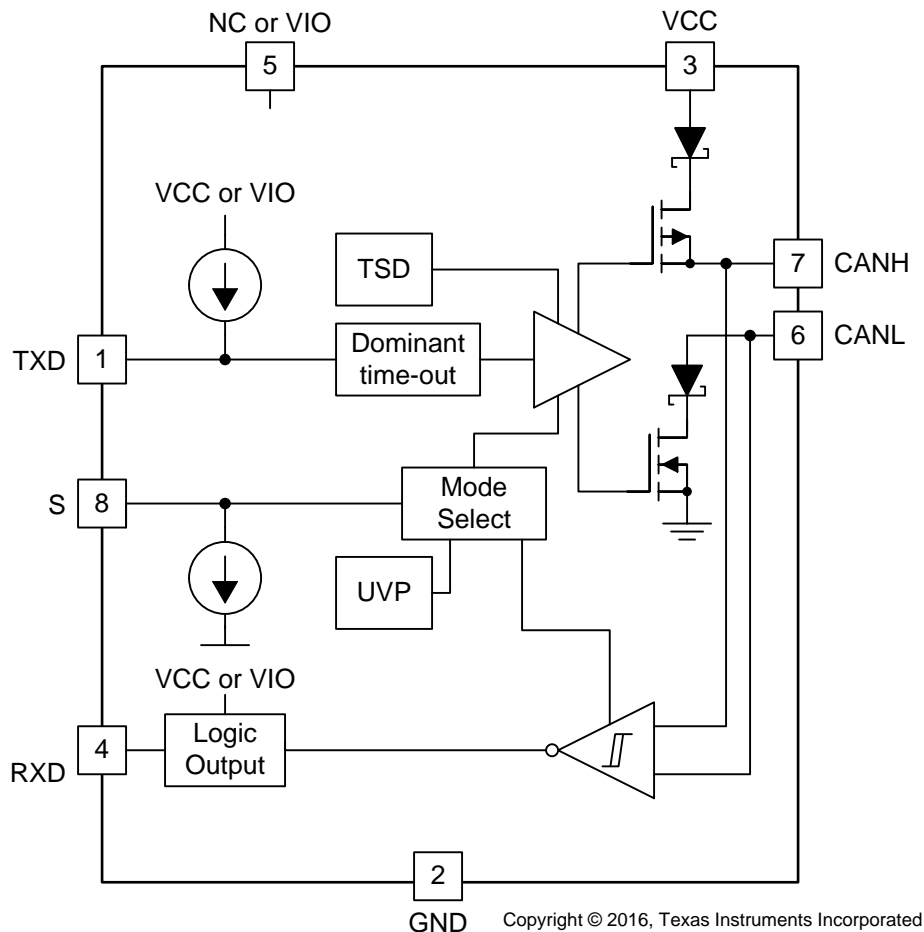 NC or VIO
5
VCC
3
VCC or VIO
TSD
7
CANH
TXD
1
Dominant
time-out
6
CANL
S
8
Mode
Select
UVP
VCC or VIO
RXD
4
Logic
Output
2
GND
Copyright © 2016, Texas Instruments Incorporated